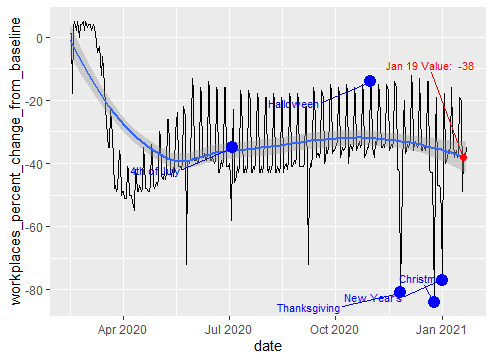 workplaces_percent_change_from_baseline
0
-20
-40
-60
-80
Jan 19 Value: -38
Halloween
4th of July
Christm
New Year's
Thanksgiving
Apr 2020
Jul 2020
Oct 2020
Jan 2021
date